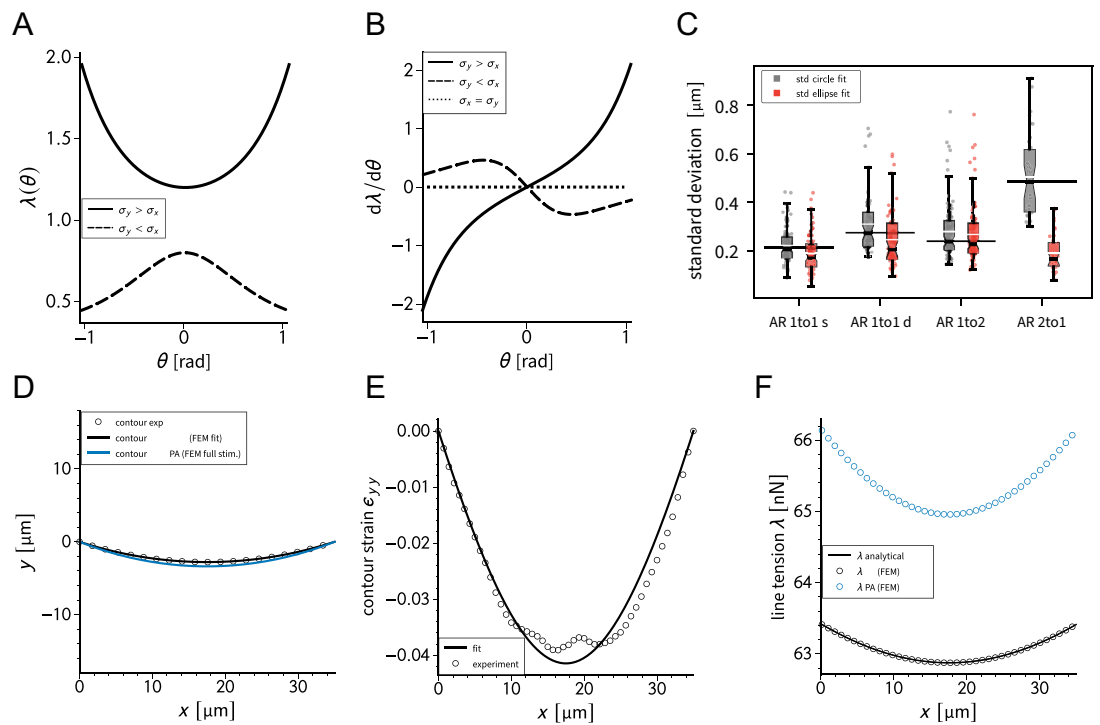 A
B
C
2.0
1.5
1.0
0.5
λ(θ)
σy > σx
σy < σx
−1
0
1
θ [rad]
2
1
0
−1
−2
dλ/dθ
σy > σx
σy < σx
σx = σy
−1
0
1
θ [rad]
0.8
0.6
0.4
0.2
standard deviation [μm]
std circle fit
std ellipse fit
AR 1to1 s
AR 1to1 d
AR 1to2
AR 2to1
D
E
F
10
0
−10
y [μm]
contour exp
contour (FEM fit)
contour PA (FEM full stim.)
0
10
20
30
x [μm]
0.00
−0.01
−0.02
−0.03
−0.04
contour strain ϵyy
fit
experiment
0
10
20
30
x [μm]
66
65
64
63
line tension λ [nN]
λ analytical
λ (FEM)
λ PA (FEM)
0
10
20
30
x [μm]